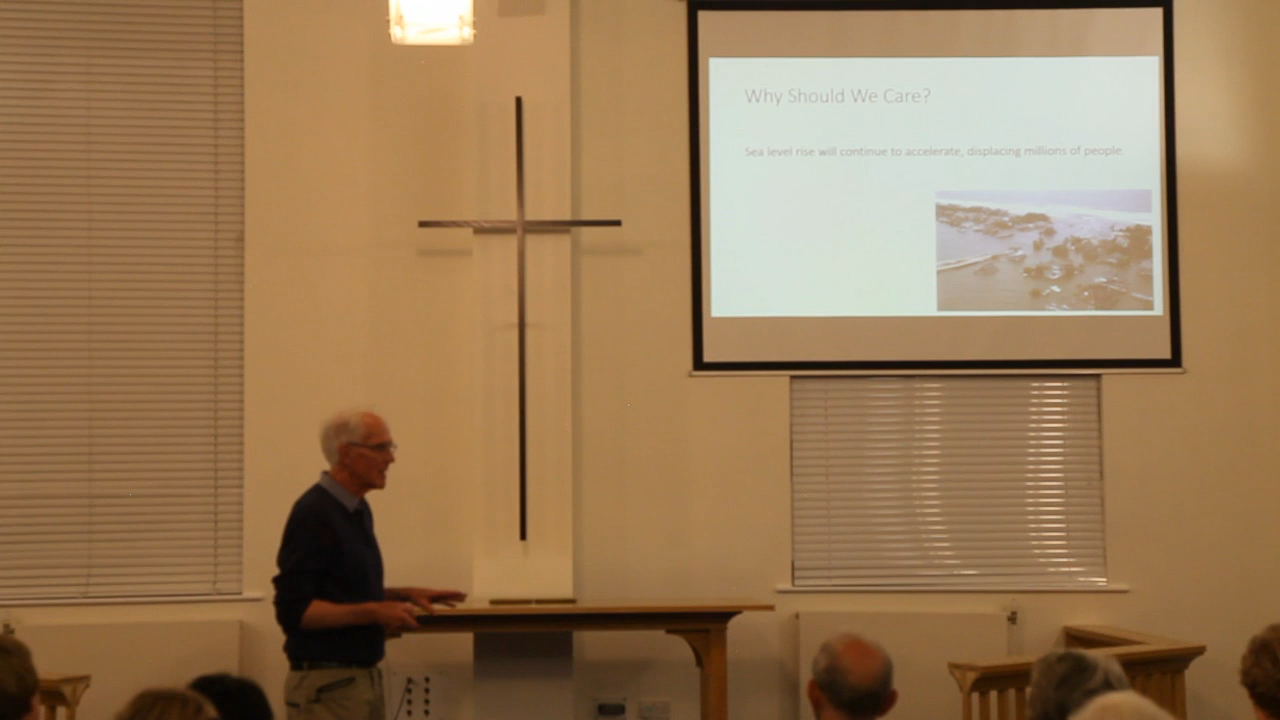 Why Should We Care?
Sea level rise will continue to accelerate, displacing millions of people.